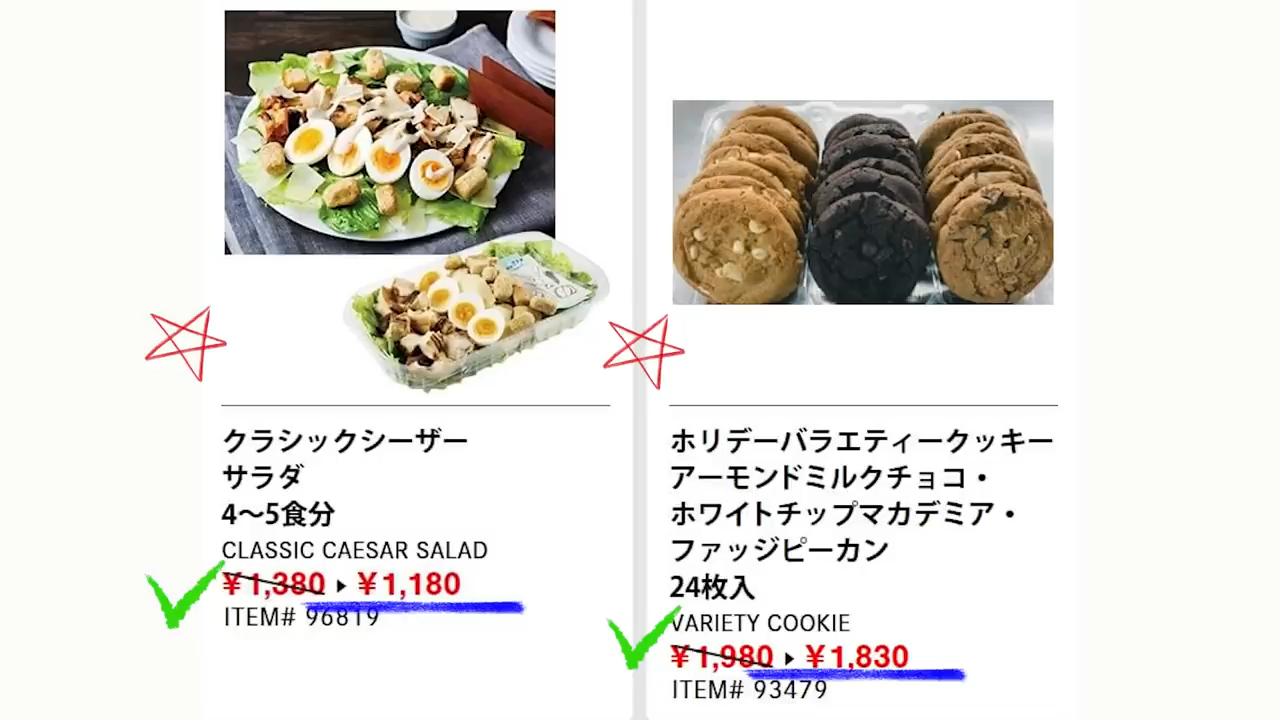 クラシックシーザー
サラダ
4～5食分
CLASSIC CAESAR SALAD
¥1,380 ▸ ¥1,180
ITEM# 96819
ホリデーバラエティークッキー
アーモンドミルクチョコ・
ホワイトチップマカデミア・
ファッジピーカン
24枚入
VARIETY COOKIE
¥1,980 ▸ ¥1,830
ITEM# 93479